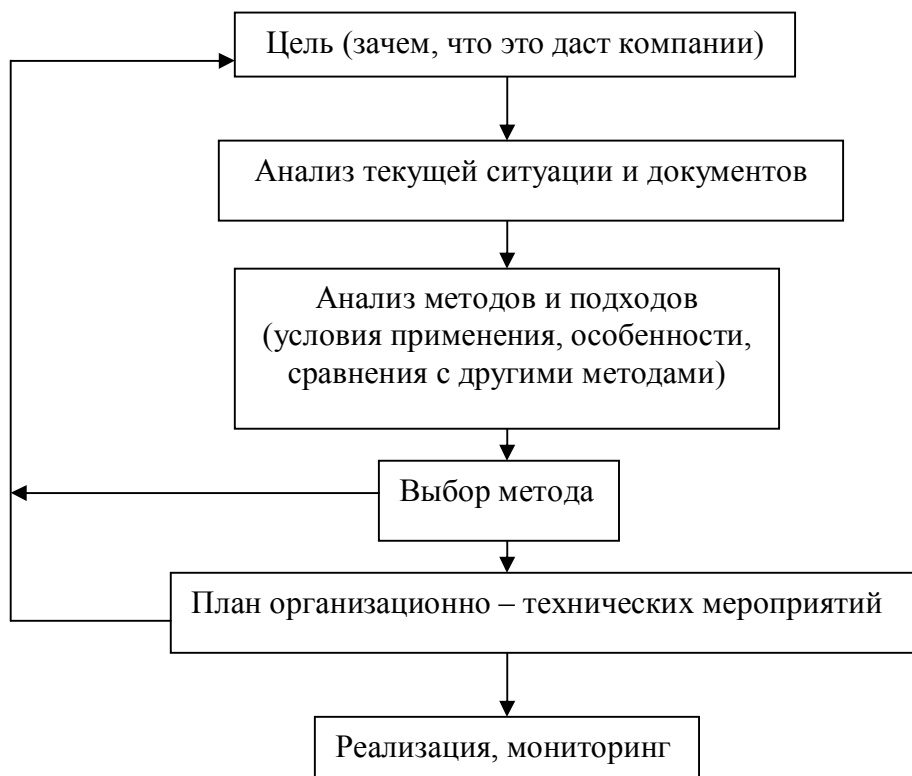 Цель (зачем, что это даст компании)
Анализ текущей ситуации и документов
Анализ методов и подходов
(условия применения, особенности,
сравнения с другими методами)
Выбор метода
План организационно – технических мероприятий
Реализация, мониторинг